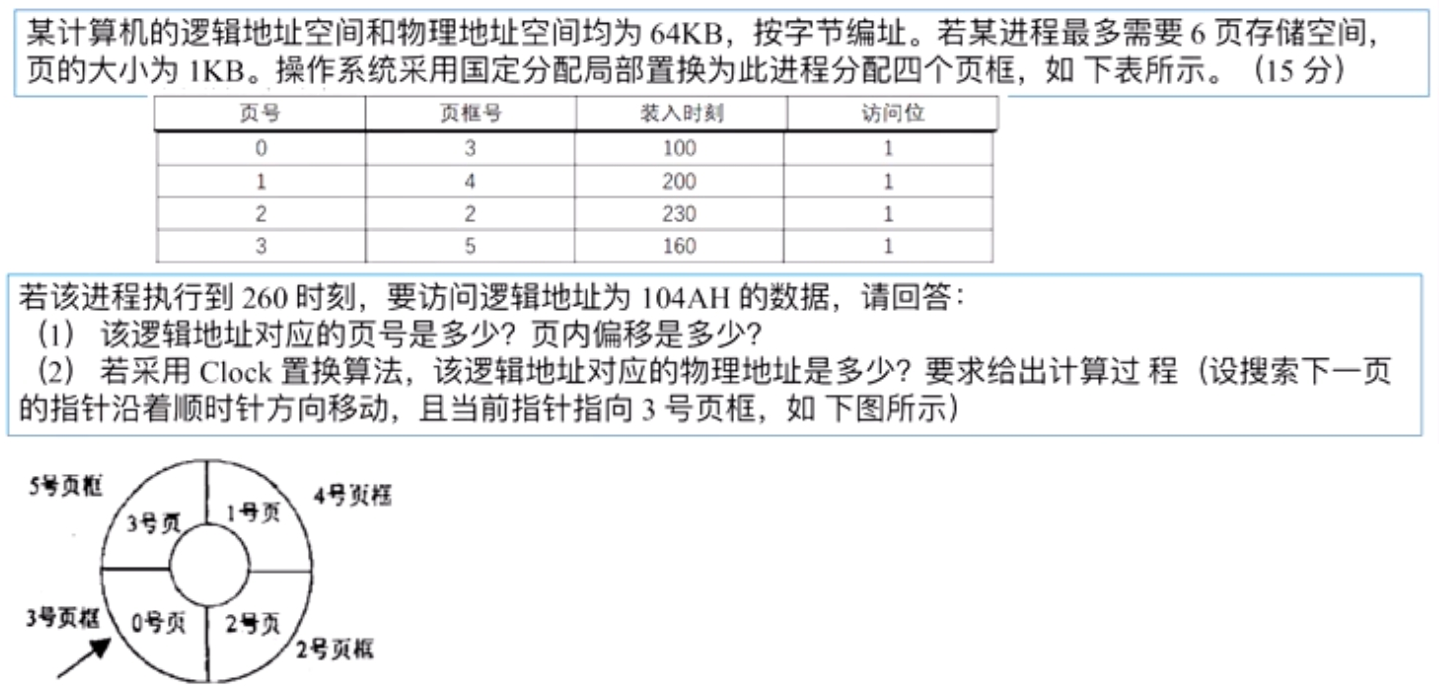 某计算机的逻辑地址空间和物理地址空间均为 64KB，按字节编址。若某进程最多需要 6 页存储空间，
页的大小为 1KB。操作系统采用国定分配局部置换为此进程分配四个页框，如 下表所示。（15 分）
页号 页框号 装入时刻 访问位
0 3 100 1
1 4 200 1
2 2 230 1
3 5 160 1
若该进程执行到 260 时刻，要访问逻辑地址为 104AH 的数据，请回答：
（1） 该逻辑地址对应的页号是多少？页内偏移是多少？
（2） 若采用 Clock 置换算法，该逻辑地址对应的物理地址是多少？要求给出计算过 程（设搜索下一页
的指针沿着顺时针方向移动，且当前指针指向 3 号页框，如 下图所示）
5号页框 4号页框
3号页 1号页
3号页框 0号页 2号页
2号页框